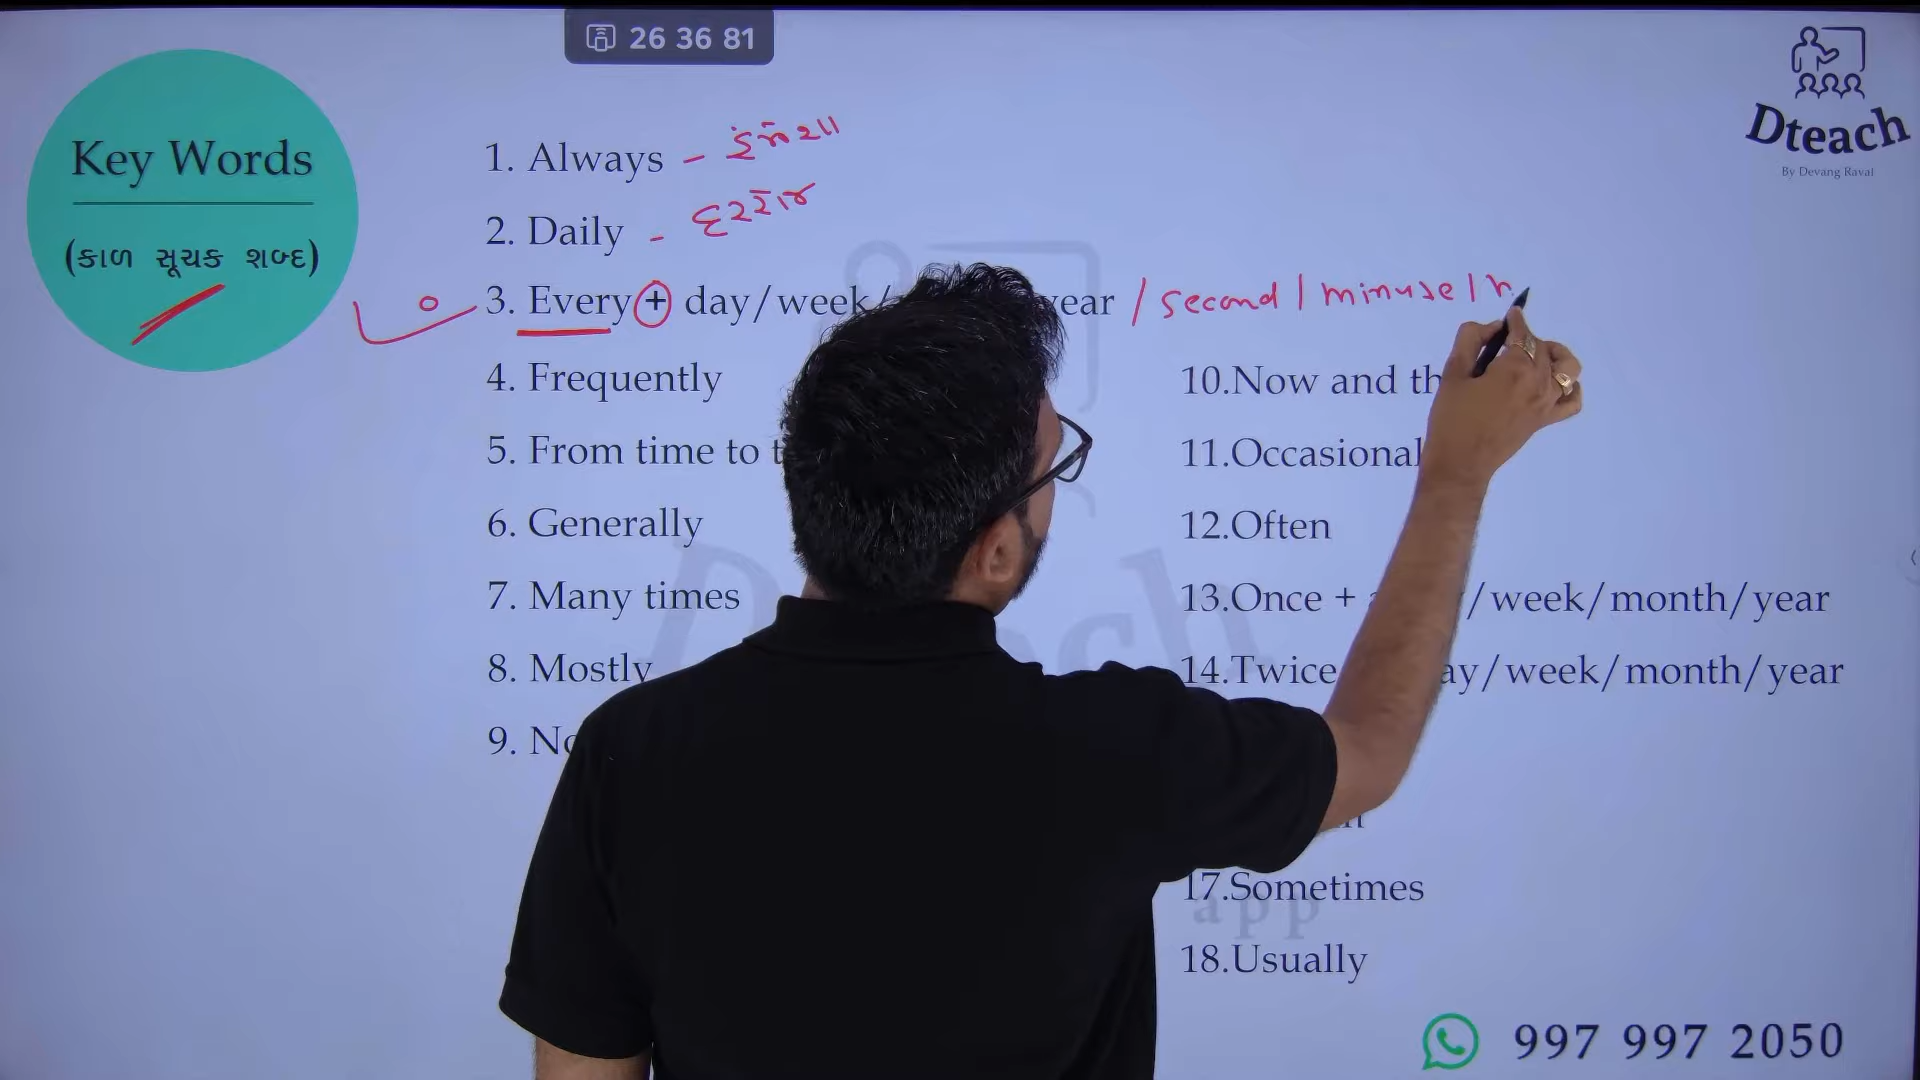 26 36 81
Dteach
By Devang Raval
Key Words
(કાળ સૂચક શબ્દ)
1. Always - હંમેશા
2. Daily - દરરોજ
3. Every + day/week/ year / second / minute / h
4. Frequently
5. From time to t
6. Generally
7. Many times
8. Mostly
9. No
10.Now and th
11.Occasional
12.Often
13.Once + /week/month/year
14.Twice ay/week/month/year
17.Sometimes
18.Usually
app
997 997 2050